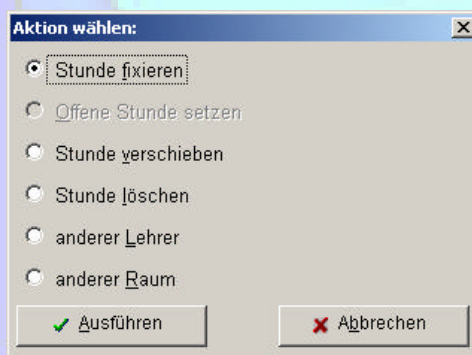 Aktion wählen:
Stunde fixieren
Offene Stunde setzen
Stunde verschieben
Stunde löschen
anderer Lehrer
anderer Raum
Ausführen Abbrechen